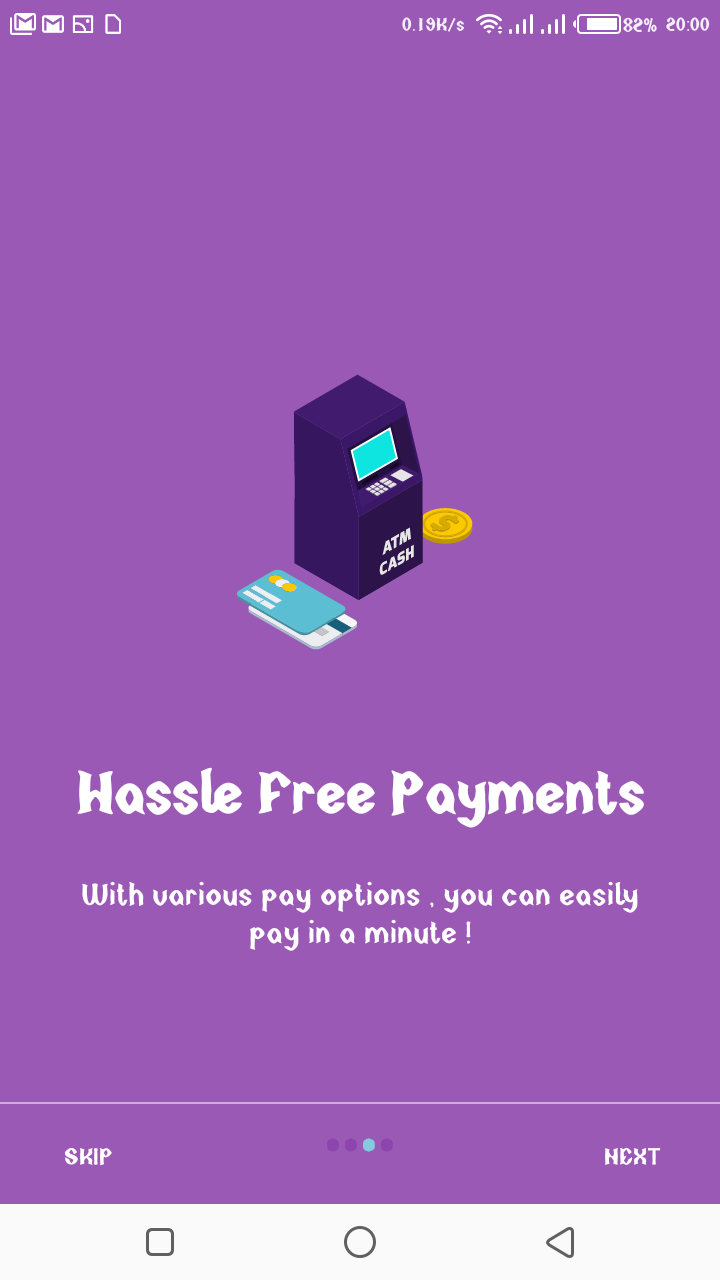 0.19K/s 82% 20:00
ATM
CASH
Hassle Free Payments
With various pay options , you can easily
pay in a minute !
SKIP
NEXT